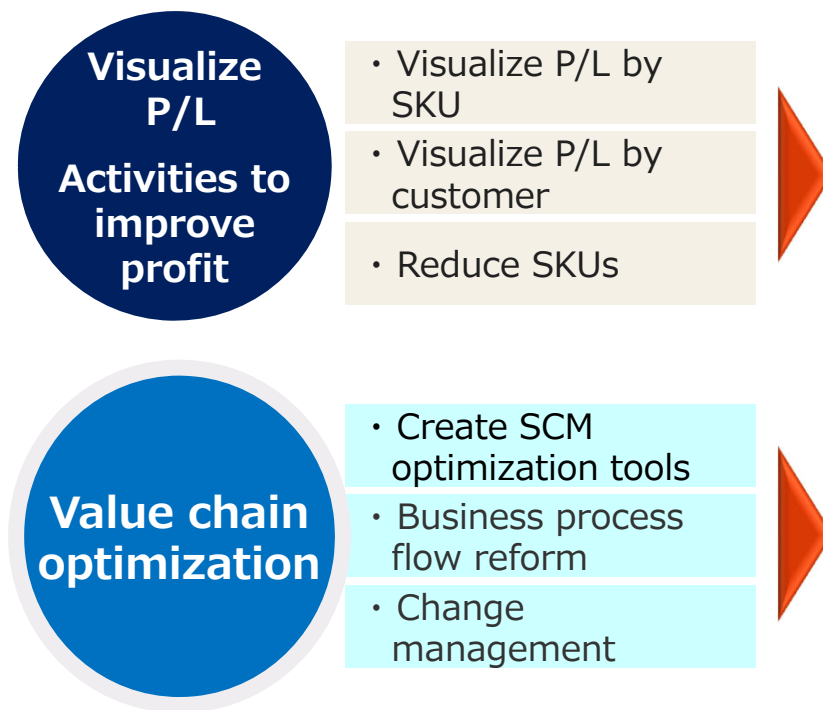 Visualize
P/L
Activities to
improve
profit
・Visualize P/L by
SKU
・Visualize P/L by
customer
・Reduce SKUs
Value chain
optimization
・Create SCM
optimization tools
・Business process
flow reform
・Change
management